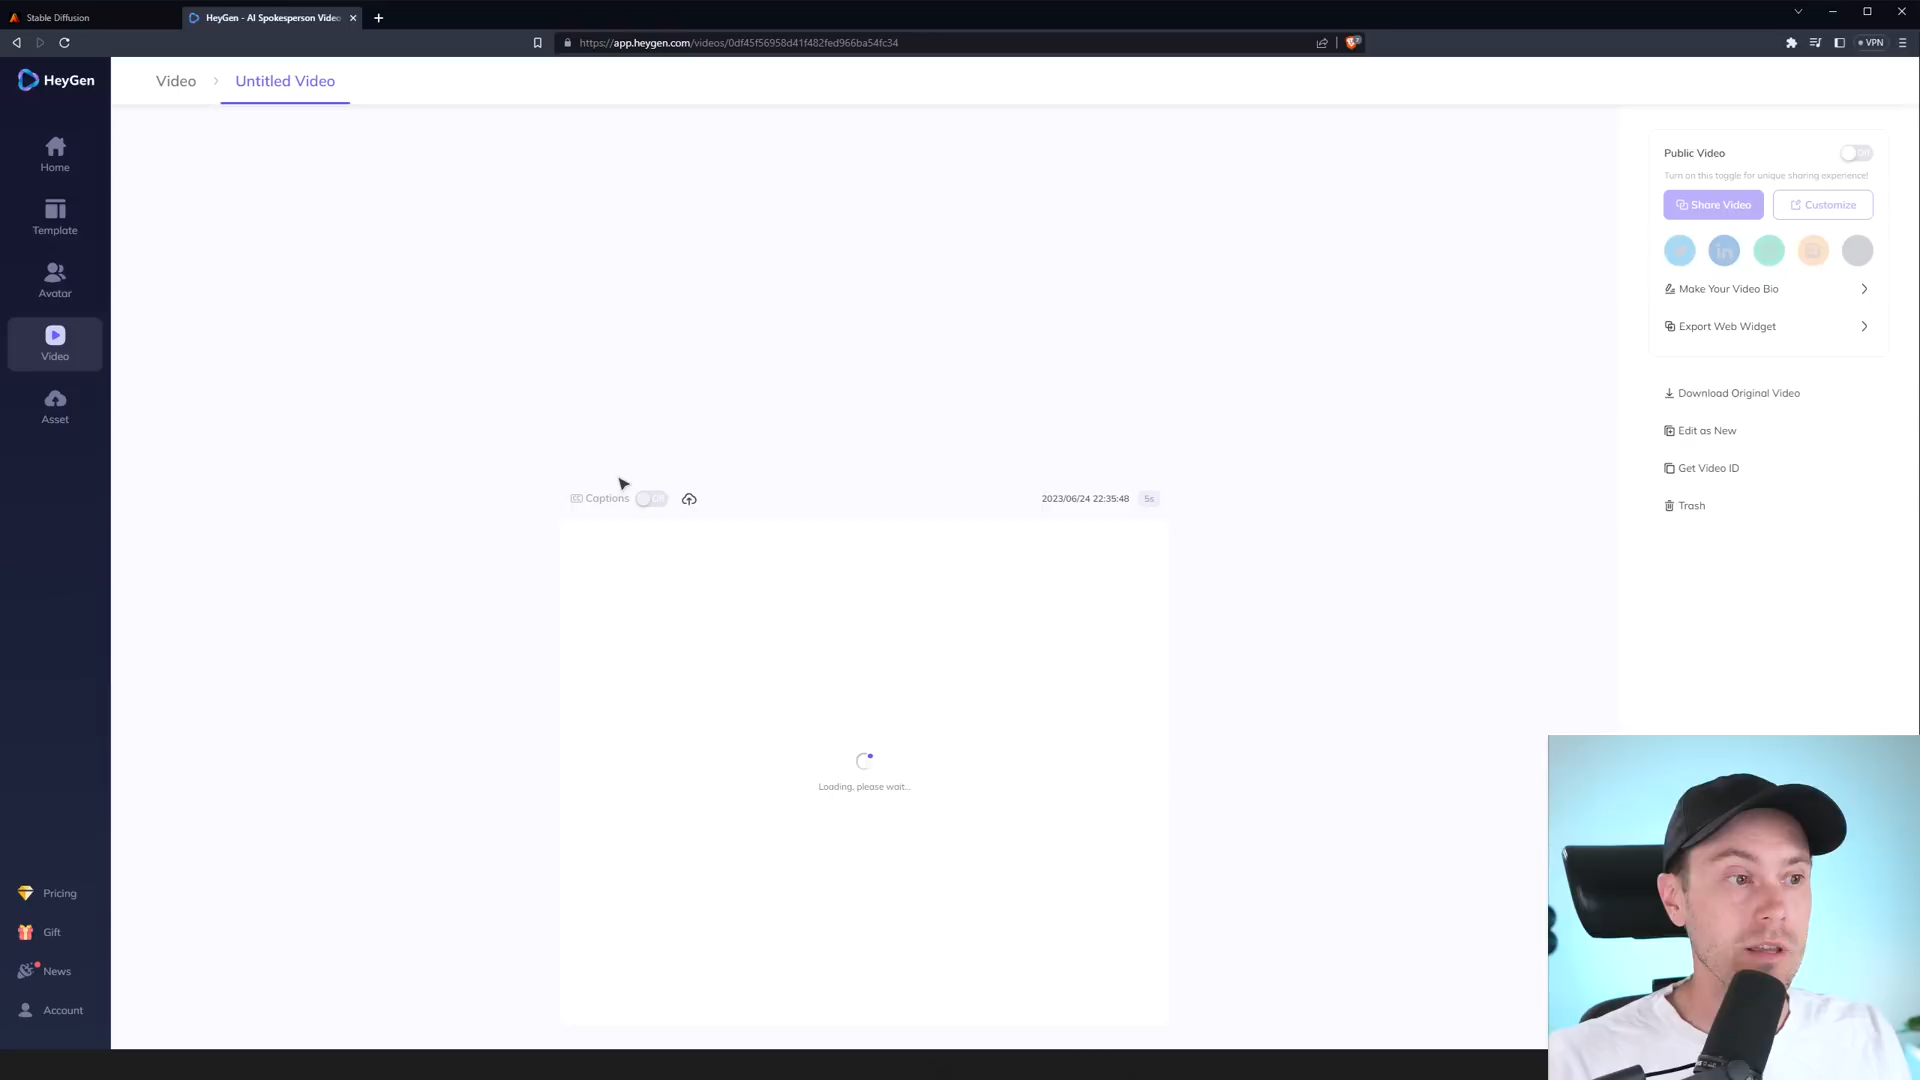 Stable Diffusion
HeyGen - AI Spokesperson Video
https://app.heygen.com/videos/0df45f56958d41f482fed966ba54fc34
VPN
HeyGen
Video
Untitled Video
Home
Template
Avatar
Video
Asset
Pricing
Gift
News
Account
Captions
Off
2023/06/24 22:35:48
5s
Loading, please wait...
Public Video
Turn on this toggle for unique sharing experience!
Share Video
Customize
in
Make Your Video Bio
Export Web Widget
Download Original Video
Edit as New
Get Video ID
Trash